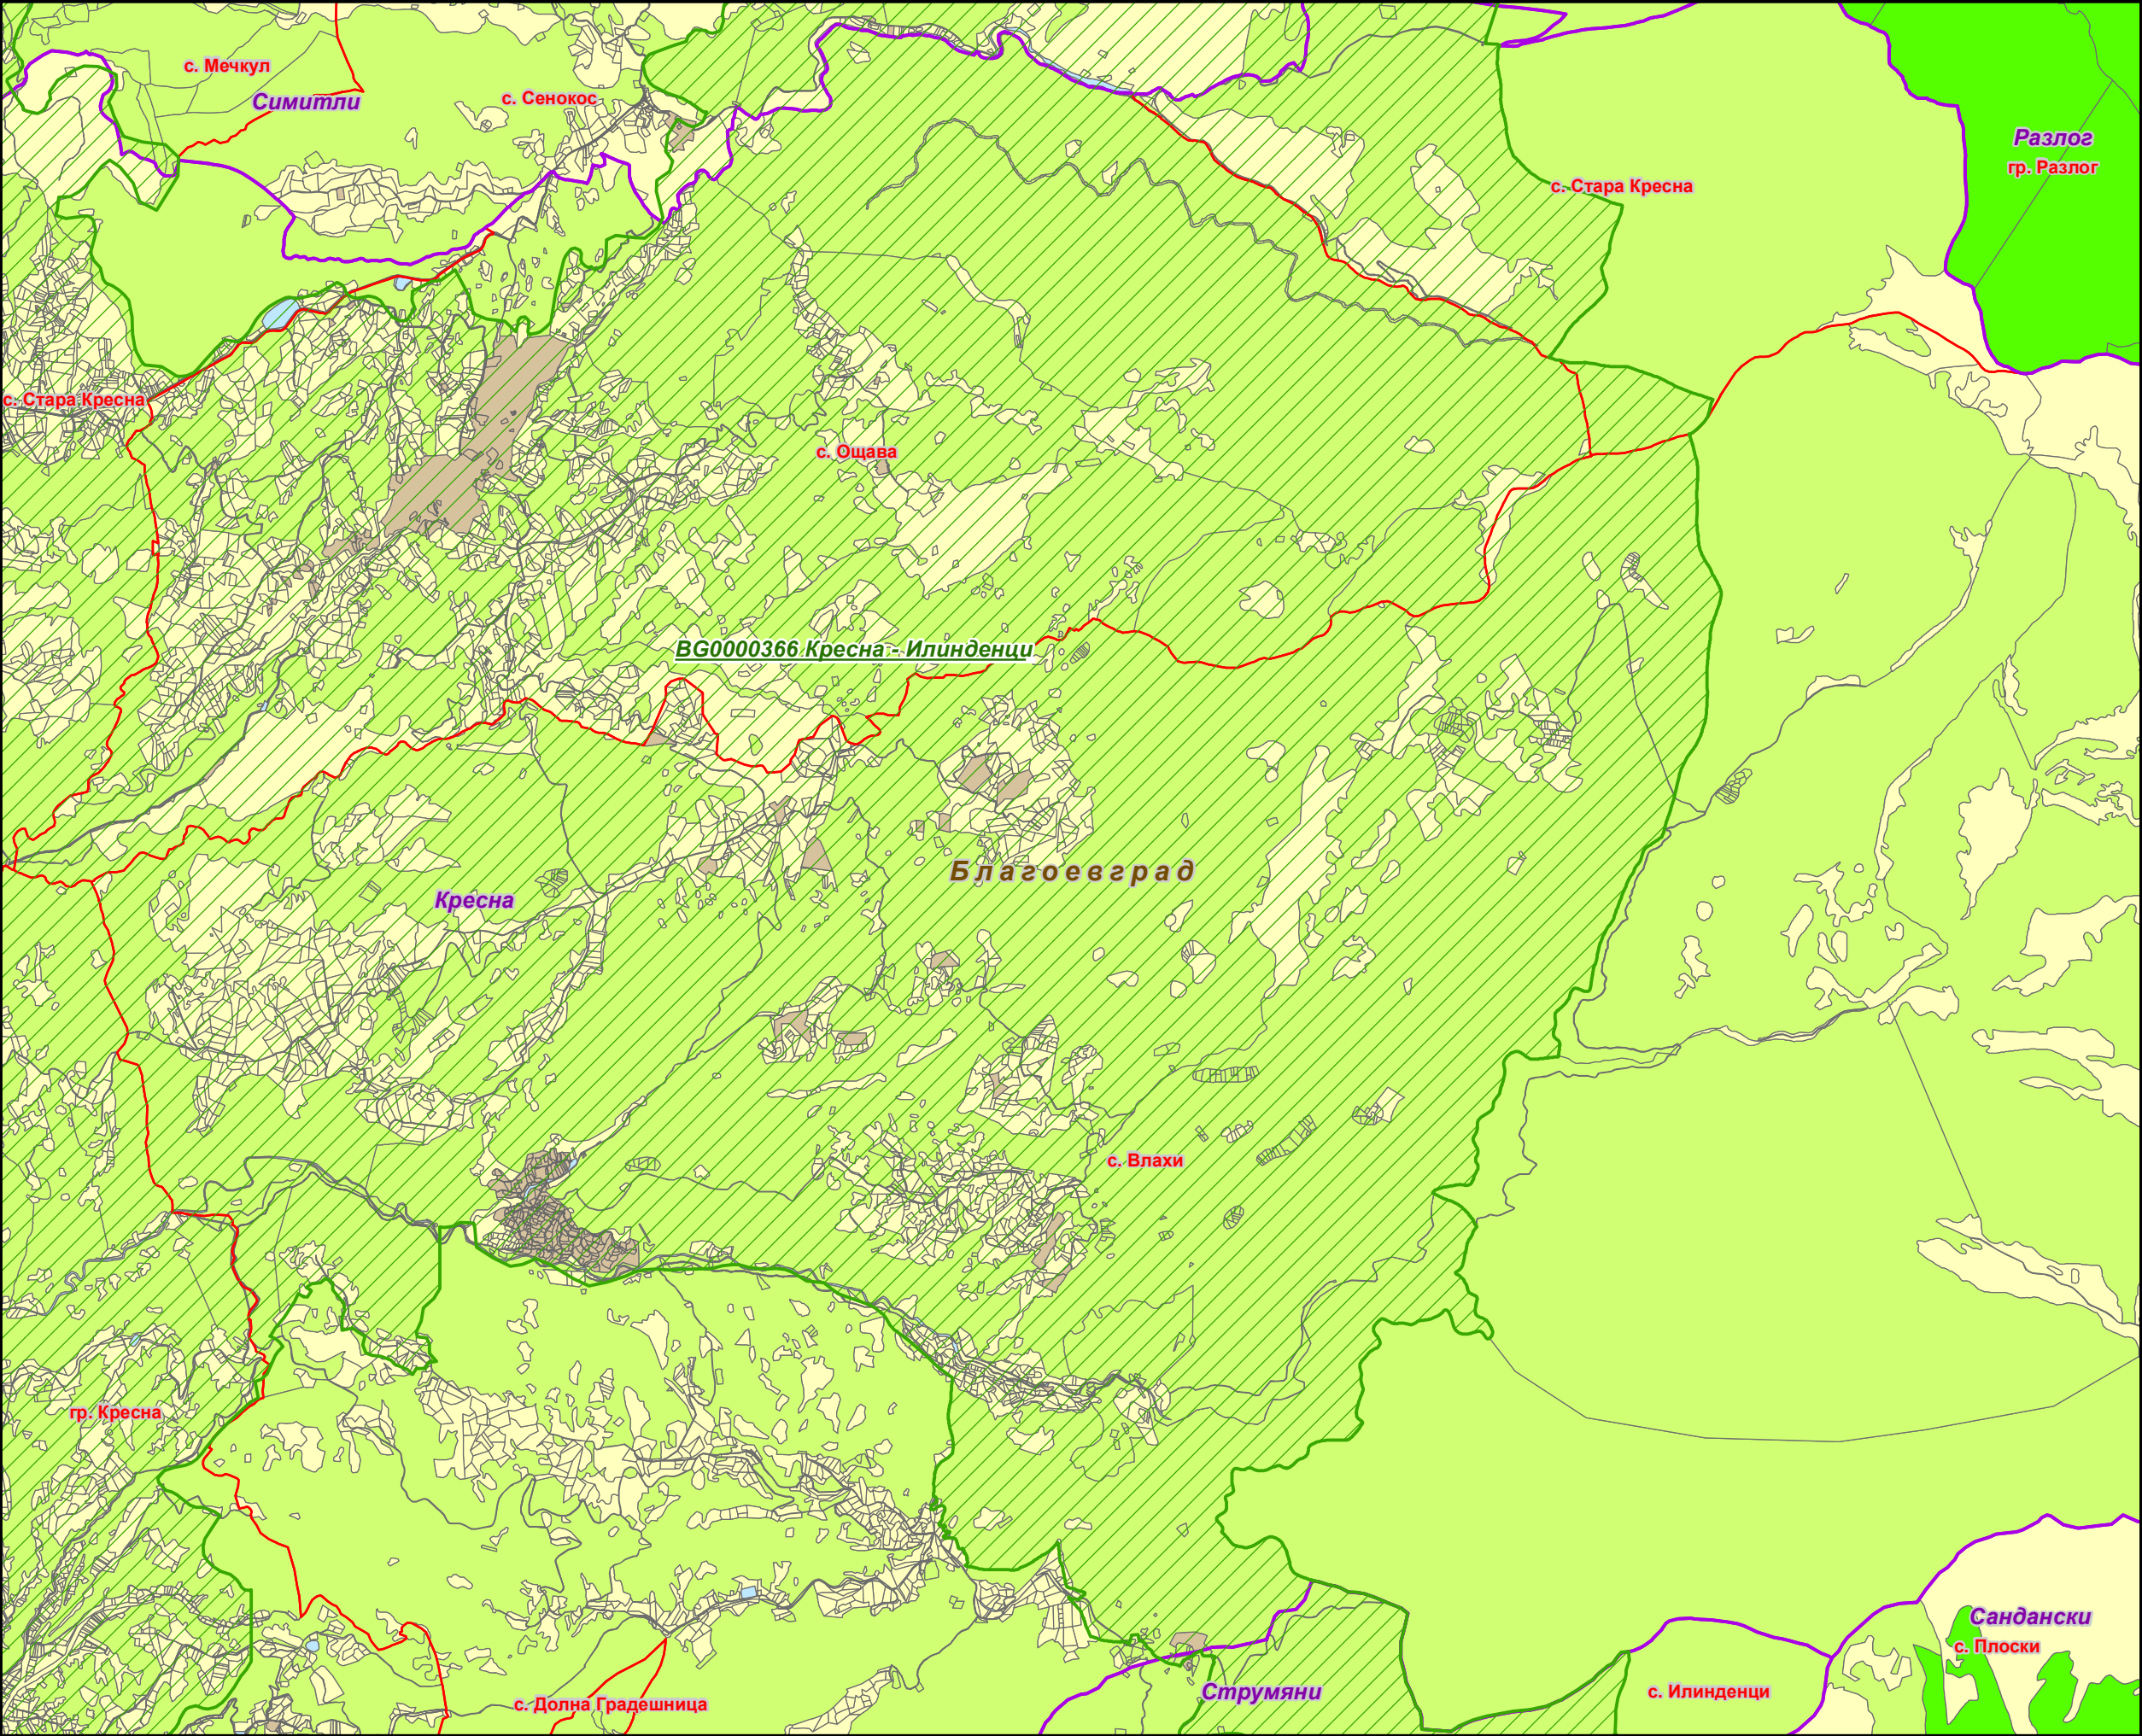 с. Мечкул
Симитли
с. Сенокос
Разлог
гр. Разлог
с. Стара Кресна
с. Стара Кресна
с. Ощава
BG0000366 Кресна - Илинденци
Благоевград
Кресна
с. Влахи
гр. Кресна
Сандански
с. Плоски
Струмяни
с. Илинденци
с. Долна Градешница